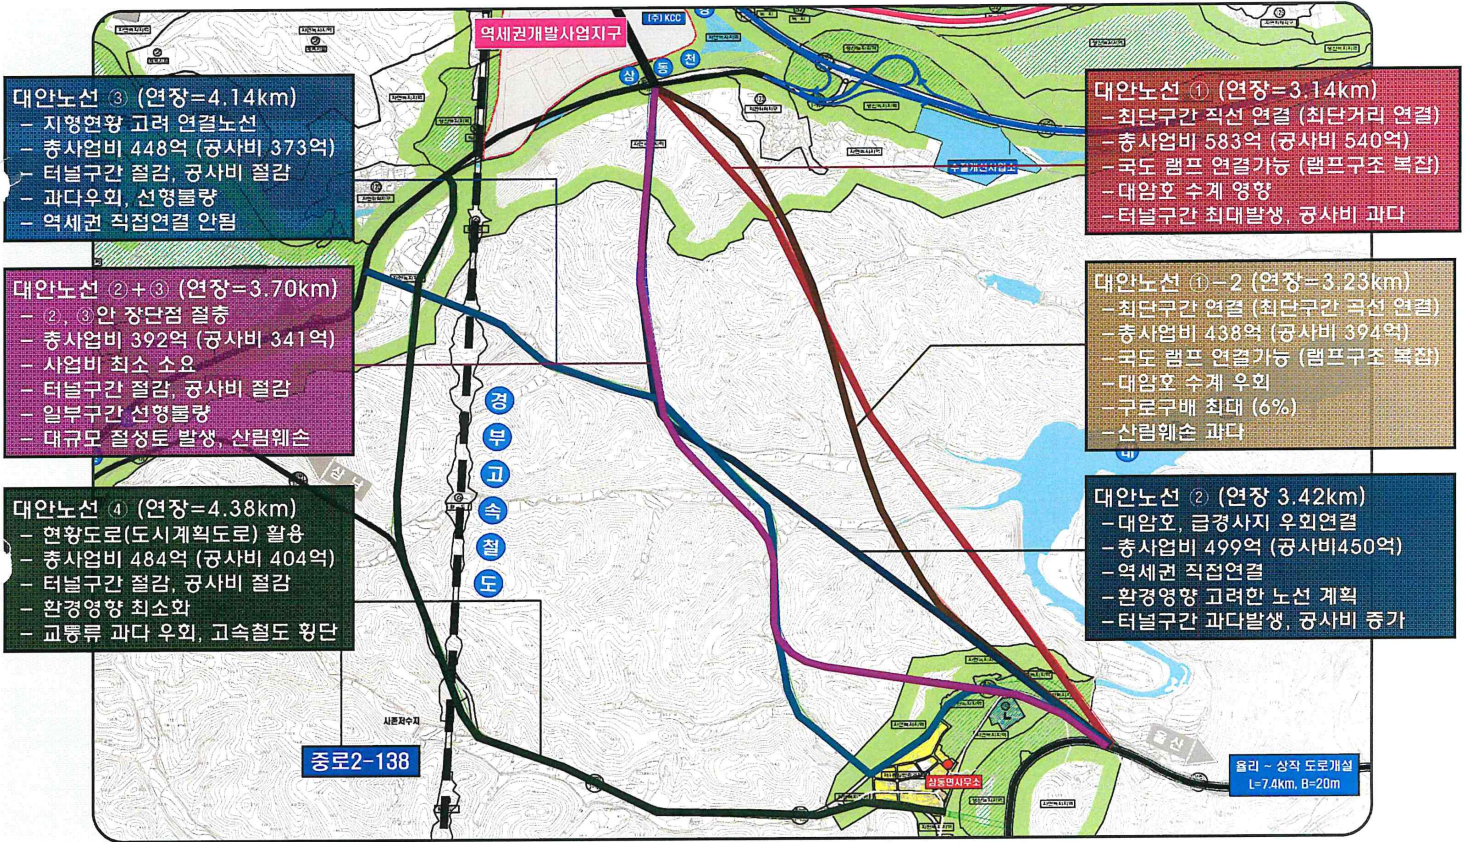 역세권개발사업지구
(주) KCC
삼동천
대안노선 ③ (연장=4.14km)
- 지형현황 고려 연결노선
- 총사업비 448억 (공사비 373억)
- 터널구간 절감, 공사비 절감
- 과다우회, 선형불량
- 역세권 직접연결 안됨
대안노선 ②+③ (연장=3.70km)
- ②, ③안 장단점 절충
- 총사업비 392억 (공사비 341억)
- 사업비 최소 소요
- 터널구간 절감, 공사비 절감
- 일부구간 선형불량
- 대규모 절성토 발생, 산림훼손
대안노선 ④ (연장=4.38km)
- 현황도로(도시계획도로) 활용
- 총사업비 484억 (공사비 404억)
- 터널구간 절감, 공사비 절감
- 환경영향 최소화
- 교통류 과다 우회, 고속철도 횡단
대안노선 ① (연장=3.14km)
-최단구간 직선 연결 (최단거리 연결)
-총사업비 583억 (공사비 540억)
-국도 램프 연결가능 (램프구조 복잡)
-대암호 수계 영향
-터널구간 최대발생, 공사비 과다
대안노선 ①-2 (연장=3.23km)
-최단구간 연결 (최단구간 곡선 연결)
-총사업비 438억 (공사비 394억)
-국도 램프 연결가능 (램프구조 복잡)
-대암호 수계 우회
-구로구배 최대 (6%)
-산림훼손 과다
대안노선 ② (연장 3.42km)
-대암호, 급경사지 우회연결
-총사업비 499억 (공사비450억)
-역세권 직접연결
-환경영향 고려한 노선 계획
-터널구간 과다발생, 공사비 증가
수질개선사업소
경부고속철도
상남
대
사촌저수지
중로2-138
울산
삼동면사무소
율리 ~ 상작 도로개설
L=7.4km, B=20m